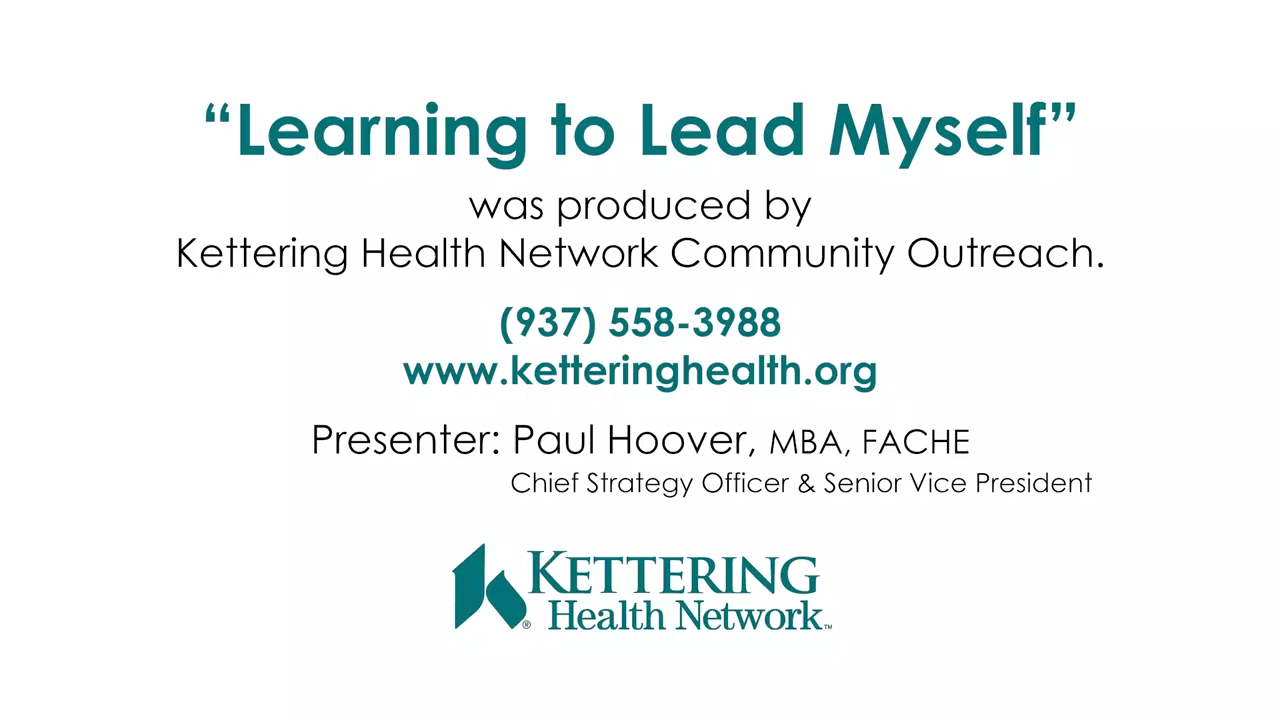 “Learning to Lead Myself”
was produced by
Kettering Health Network Community Outreach.
(937) 558-3988
www.ketteringhealth.org
Presenter: Paul Hoover, MBA, FACHE
Chief Strategy Officer & Senior Vice President
KETTERING
® Health Network™